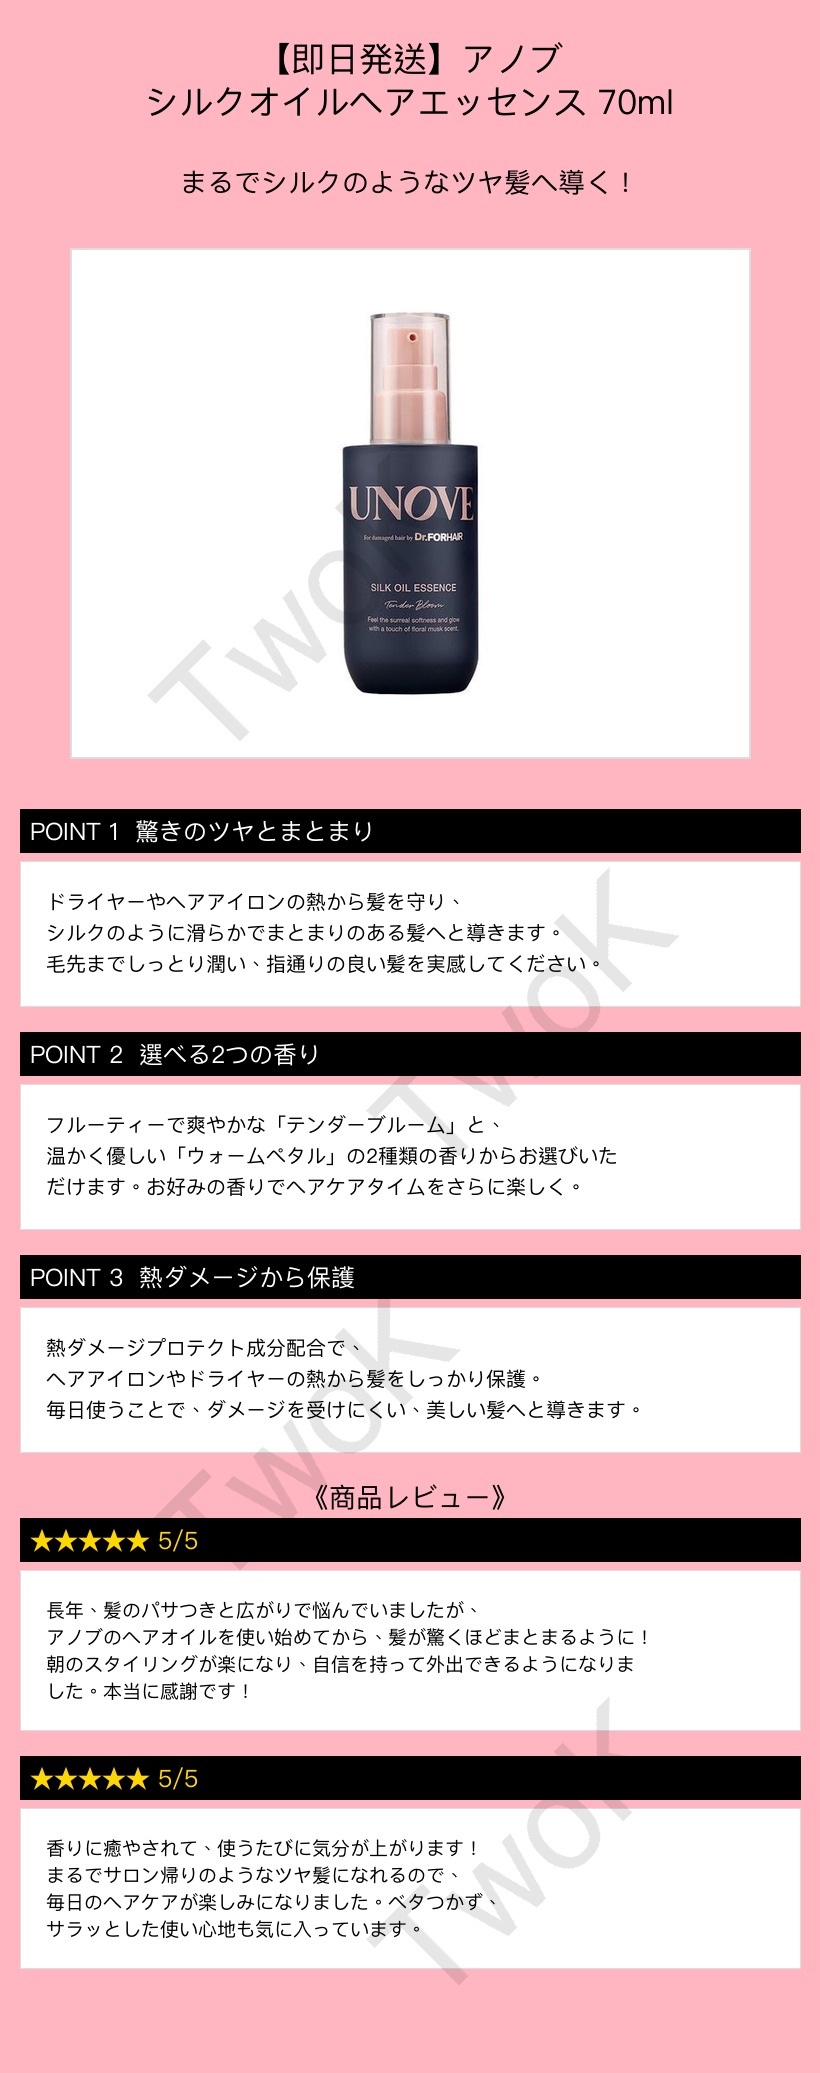 【即日発送】アノブ
シルクオイルヘアエッセンス 70ml
まるでシルクのようなツヤ髪へ導く！
UNOVE
For damaged hair by Dr.FORHAIR
SILK OIL ESSENCE
Tender Bloom
Feel the surreal softness and glow
with a touch of floral musk scent.
TwoK
POINT 1 驚きのツヤとまとまり
ドライヤーやヘアアイロンの熱から髪を守り、
シルクのように滑らかでまとまりのある髪へと導きます。
毛先までしっとり潤い、指通りの良い髪を実感してください。
TwoK
POINT 2 選べる2つの香り
フルーティーで爽やかな「テンダーブルーム」と、
温かく優しい「ウォームペタル」の2種類の香りからお選びいた
だけます。お好みの香りでヘアケアタイムをさらに楽しく。
POINT 3 熱ダメージから保護
熱ダメージプロテクト成分配合で、
ヘアアイロンやドライヤーの熱から髪をしっかり保護。
毎日使うことで、ダメージを受けにくい、美しい髪へと導きます。
TwoK
《商品レビュー》
★★★★★ 5/5
長年、髪のパサつきと広がりで悩んでいましたが、
アノブのヘアオイルを使い始めてから、髪が驚くほどまとまるように！
朝のスタイリングが楽になり、自信を持って外出できるようになりま
した。本当に感謝です！
★★★★★ 5/5
香りに癒やされて、使うたびに気分が上がります！
まるでサロン帰りのようなツヤ髪になれるので、
毎日のヘアケアが楽しみになりました。ベタつかず、
サラッとした使い心地も気に入っています。
TwoK